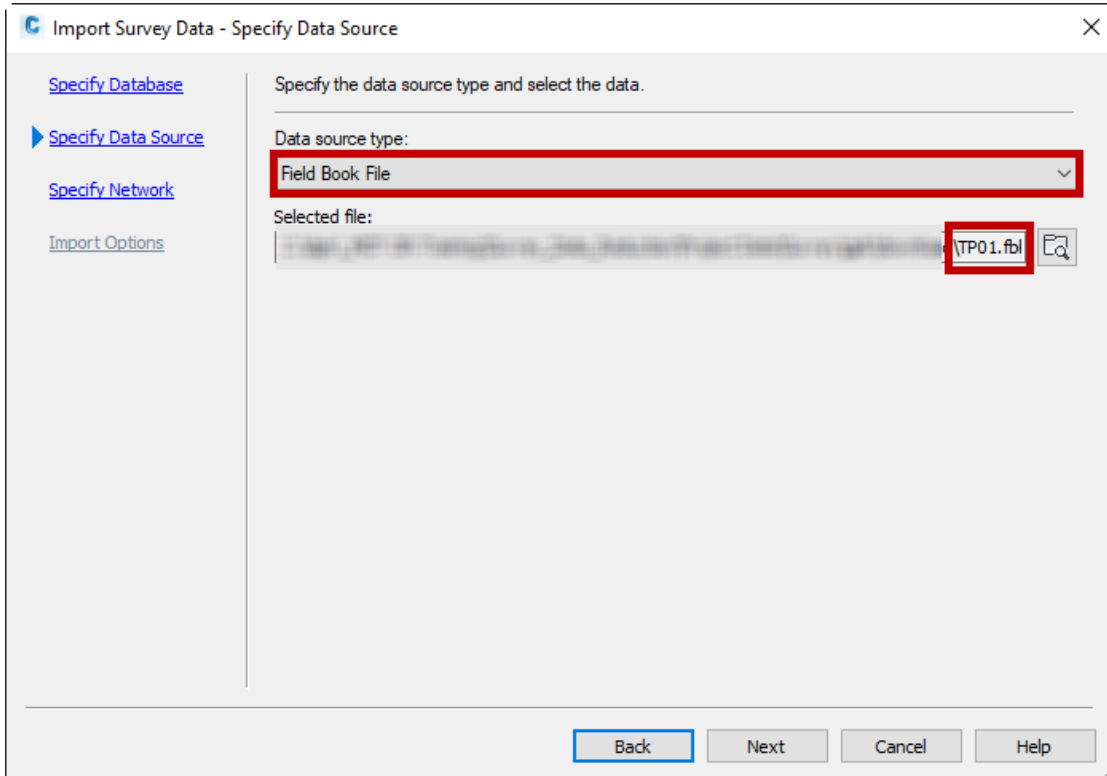 Import Survey Data - Specify Data Source
Specify Database
Specify the data source type and select the data.
Specify Data Source
Data source type:
Field Book File
Specify Network
Selected file:
Import Options
\TP01.fbl
Back
Next
Cancel
Help